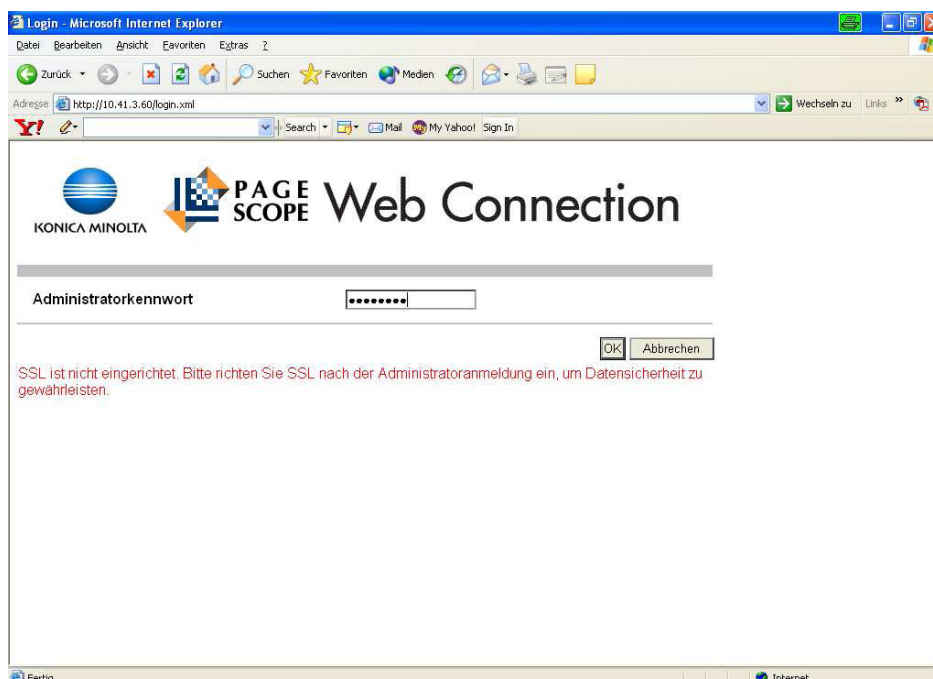 Login - Microsoft Internet Explorer
Datei Bearbeiten Ansicht Favoriten Extras ?
Zurück Suchen Favoriten Medien
Adresse http://10.41.3.60/login.xml Wechseln zu Links »
Y! Search Mail My Yahoo! Sign In
KONICA MINOLTA
PAGE SCOPE Web Connection
Administratorkennwort ••••••••
OK Abbrechen
SSL ist nicht eingerichtet. Bitte richten Sie SSL nach der Administratoranmeldung ein, um Datensicherheit zu
gewährleisten.
Fertig Internet